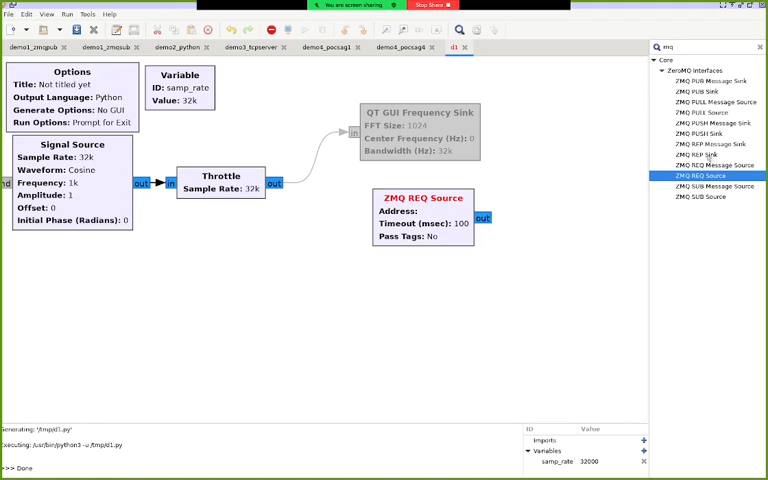 You are screen sharing
Stop Share
File
Edit
View
Run
Tools
Help
demo1_zmqpub
demo1_zmqsub
demo2_python
demo3_tcpserver
demo4_pocsag1
demo4_pocsag4
d1
mq
Options
Title: Not titled yet
Output Language: Python
Generate Options: No GUI
Run Options: Prompt for Exit
Variable
ID: samp_rate
Value: 32k
Signal Source
Sample Rate: 32k
Waveform: Cosine
Frequency: 1k
Amplitude: 1
Offset: 0
Initial Phase (Radians): 0
nd
out
in
Throttle
Sample Rate: 32k
out
in
QT GUI Frequency Sink
FFT Size: 1024
Center Frequency (Hz): 0
Bandwidth (Hz): 32k
ZMQ REQ Source
Address:
Timeout (msec): 100
Pass Tags: No
out
Core
ZeroMQ Interfaces
ZMQ PUB Message Sink
ZMQ PUB Sink
ZMQ PULL Message Source
ZMQ PULL Source
ZMQ PUSH Message Sink
ZMQ PUSH Sink
ZMQ REP Message Sink
ZMQ REP Sink
ZMQ REQ Message Source
ZMQ REQ Source
ZMQ SUB Message Source
ZMQ SUB Source
Generating: '/tmp/d1.py'
Executing: /usr/bin/python3 -u /tmp/d1.py
>>> Done
ID Value
Imports
Variables
samp_rate 32000